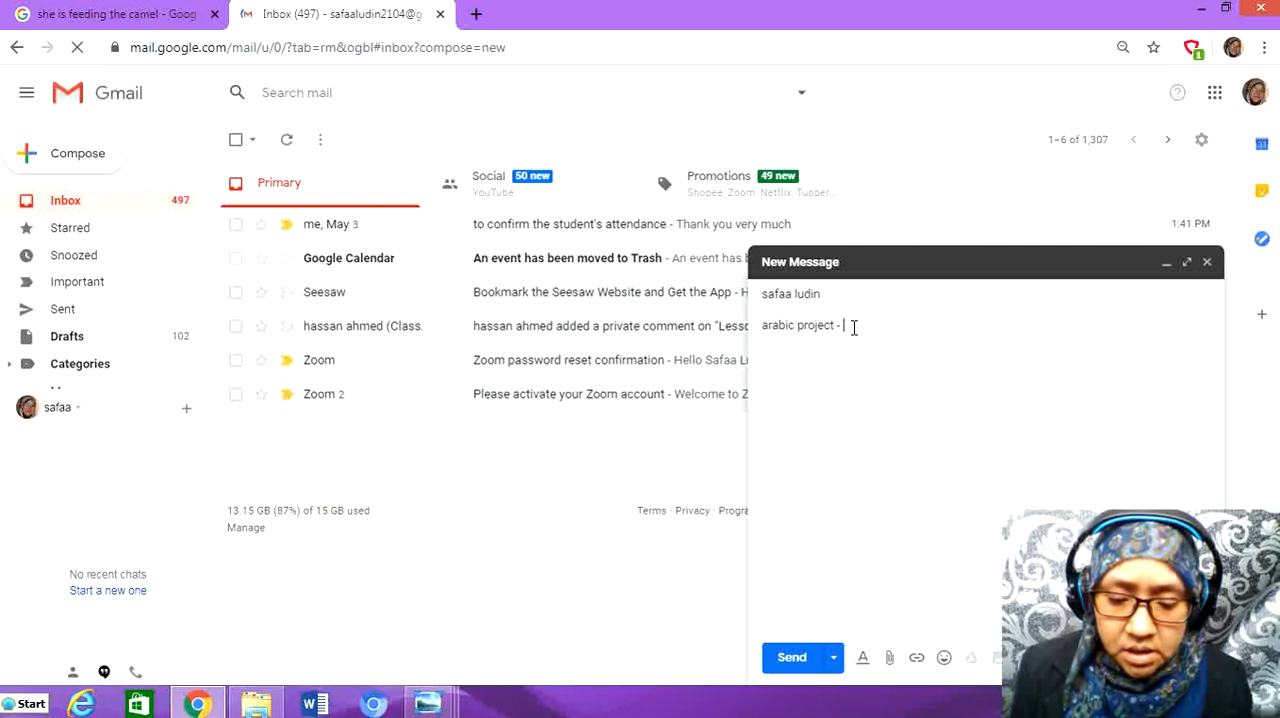 she is feeding the camel - Goog
Inbox (497) - safaaludin2104@g
mail.google.com/mail/u/0/?tab=rm&ogbl#inbox?compose=new
1
Gmail
Search mail
Compose
1–6 of 1,307
Primary
Social 50 new
YouTube
Promotions 49 new
Shopee, Zoom, Netflix, Tupper...
Inbox 497
Starred
Snoozed
Important
Sent
Drafts 102
Categories
safaa
me, May 3 to confirm the student's attendance - Thank you very much 1:41 PM
Google Calendar An event has been moved to Trash - An event has b
Seesaw Bookmark the Seesaw Website and Get the App - H
hassan ahmed (Class. hassan ahmed added a private comment on "Less
Zoom Zoom password reset confirmation - Hello Safaa Lu
Zoom 2 Please activate your Zoom account - Welcome to Z
New Message
safaa ludin
arabic project -
13.15 GB (87%) of 15 GB used
Manage
Terms · Privacy · Progra
No recent chats
Start a new one
Send
Start